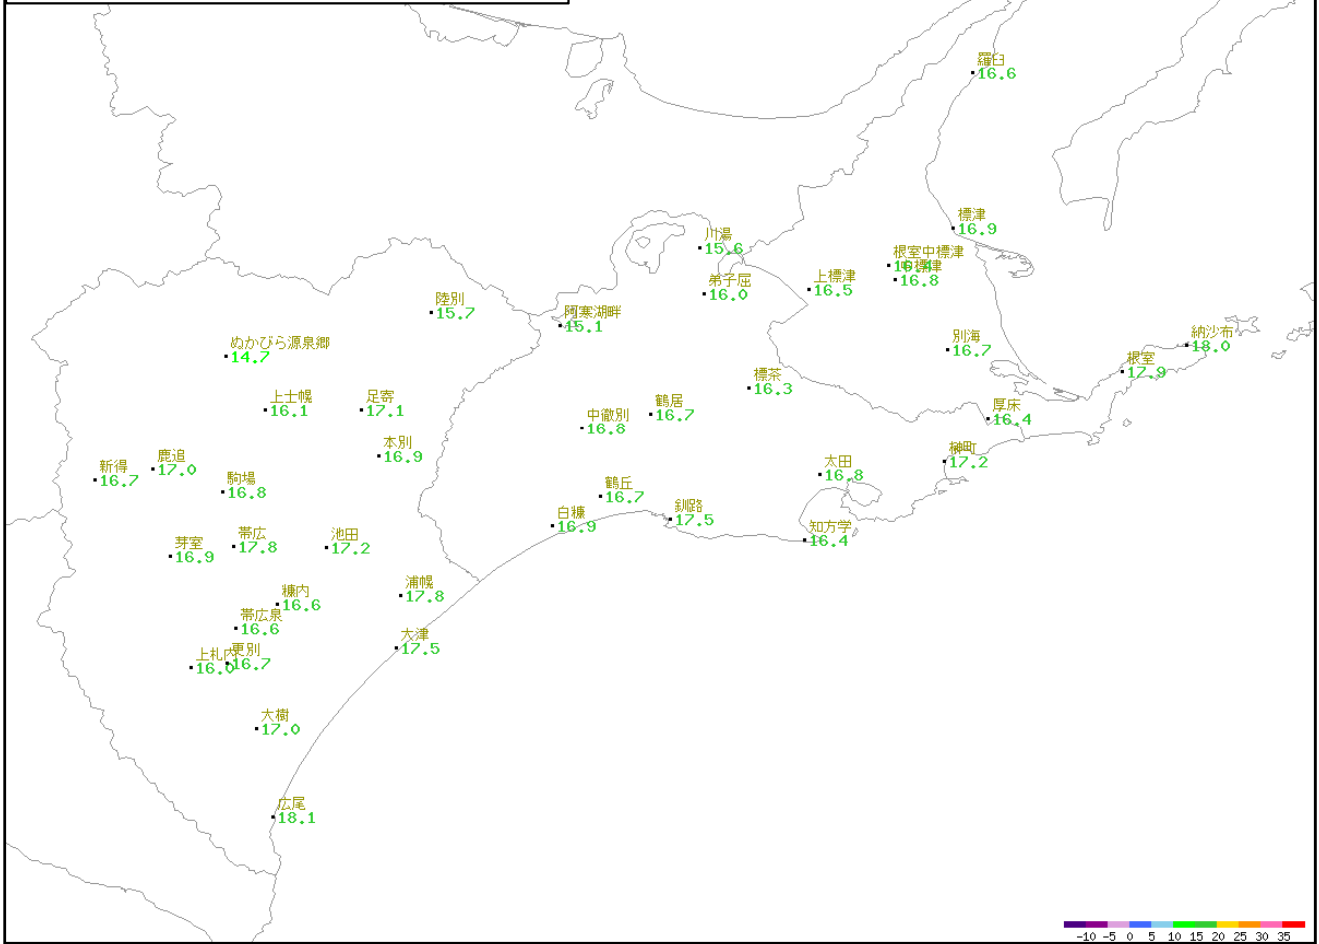 羅臼
16.6
標津
16.9
川湯
15.6
根室中標津
中標津
16.8
弟子屈
16.0
上標津
16.5
陸別
15.7
阿寒湖畔
15.1
ぬかびら源泉郷
14.7
別海
16.7
納沙布
18.0
根室
17.9
標茶
16.3
上士幌
16.1
足寄
17.1
鶴居
16.7
中徹別
16.8
厚床
16.4
本別
16.9
榊町
17.2
鹿追
17.0
新得
16.7
太田
16.8
駒場
16.8
鶴丘
16.7
白糠
16.9
釧路
17.5
知方学
16.4
帯広
17.8
池田
17.2
芽室
16.9
浦幌
17.8
糠内
16.6
帯広泉
16.6
大津
17.5
上札内
16.0
更別
16.7
大樹
17.0
広尾
18.1
-10 -5 0 5 10 15 20 25 30 35